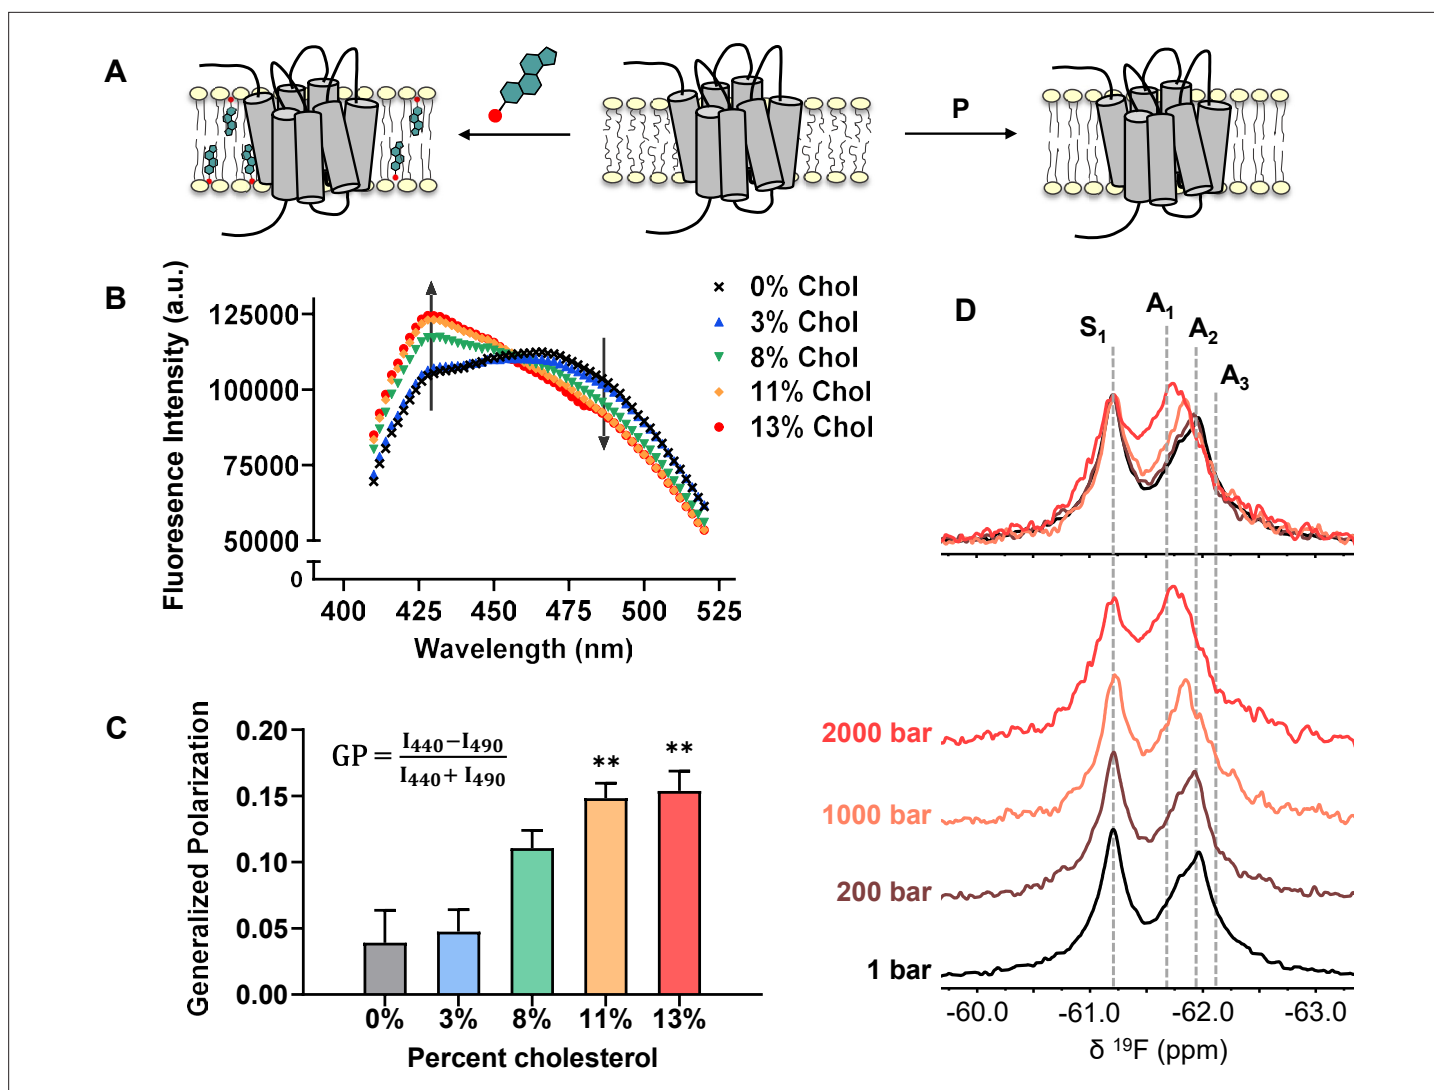 A
P
B
Fluoresence Intensity (a.u.)
125000
100000
75000
50000
0
400 425 450 475 500 525
Wavelength (nm)
0% Chol
3% Chol
8% Chol
11% Chol
13% Chol
C
Generalized Polarization
0.20
0.15
0.10
0.05
0.00
GP = I440−I490 / I440+ I490
** **
0% 3% 8% 11% 13%
Percent cholesterol
D
S1 A1 A2 A3
2000 bar
1000 bar
200 bar
1 bar
-60.0 -61.0 -62.0 -63.0
δ 19F (ppm)